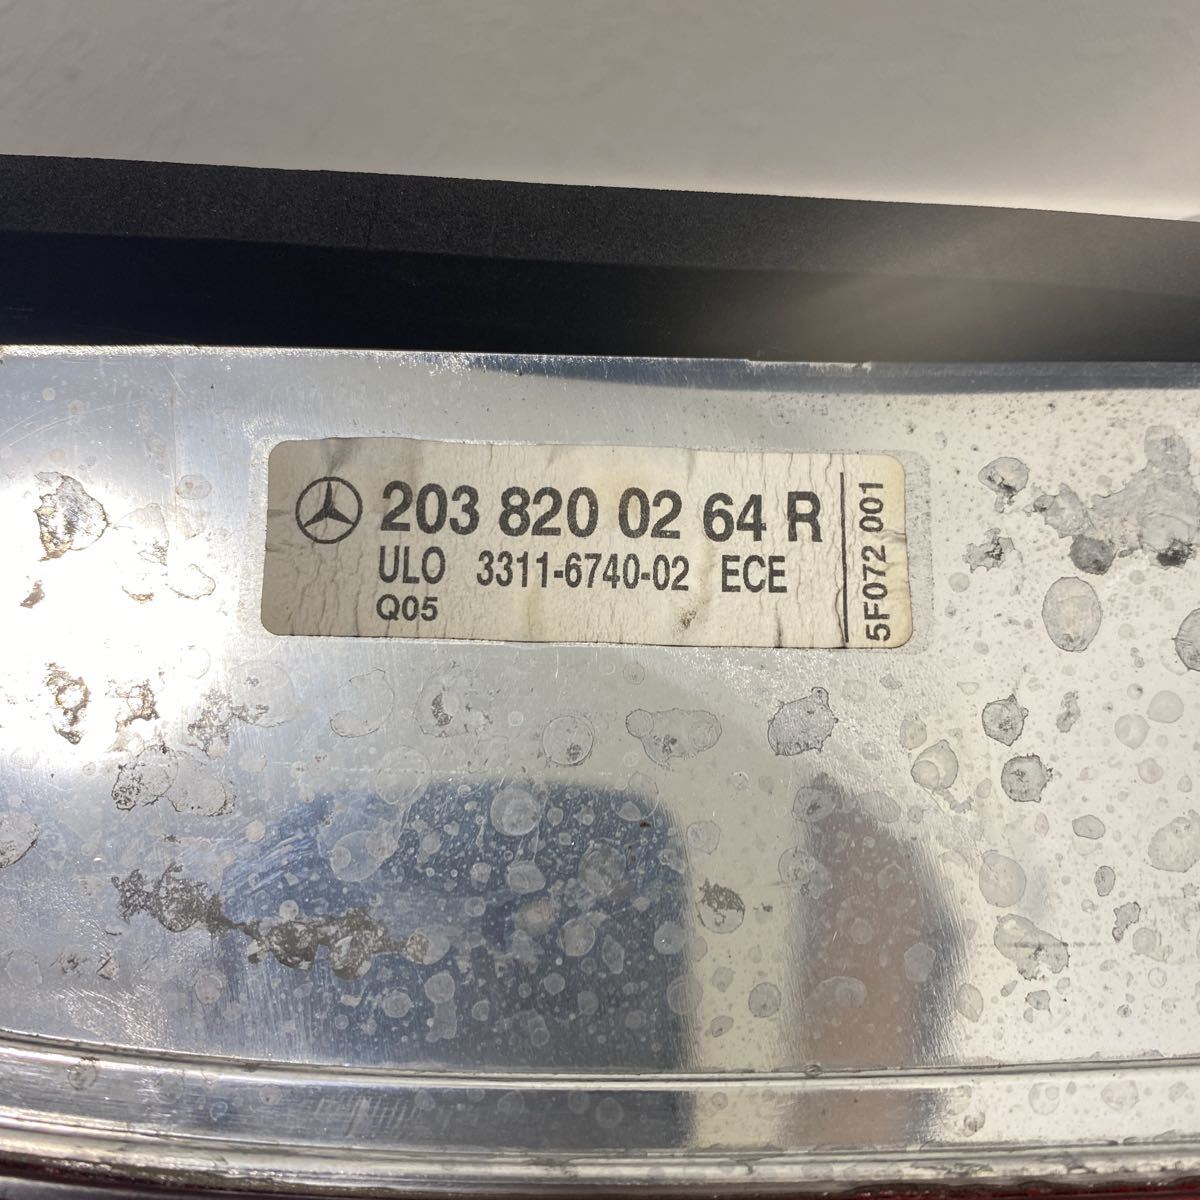 203 820 02 64 R
ULO 3311-6740-02 ECE
Q05
5F072 001